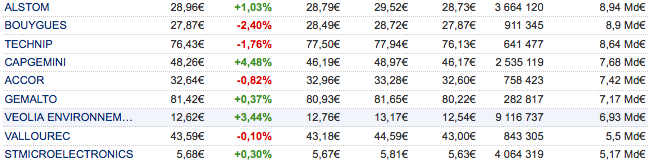 ALSTOM 28,96€ +1,03% 28,79€ 29,52€ 28,73€ 3 664 120 8,94 Md€
BOUYGUES 27,87€ -2,40% 28,49€ 28,72€ 27,87€ 911 345 8,9 Md€
TECHNIP 76,43€ -1,76% 77,50€ 77,94€ 76,13€ 641 477 8,64 Md€
CAPGEMINI 48,26€ +4,48% 46,19€ 48,97€ 46,17€ 2 535 119 7,68 Md€
ACCOR 32,64€ -0,82% 32,96€ 33,28€ 32,60€ 758 423 7,42 Md€
GEMALTO 81,42€ +0,37% 80,93€ 81,65€ 80,22€ 282 817 7,17 Md€
VEOLIA ENVIRONNEM... 12,62€ +3,44% 12,76€ 13,17€ 12,54€ 9 116 737 6,93 Md€
VALLOUREC 43,59€ -0,10% 43,18€ 44,59€ 43,00€ 843 305 5,5 Md€
STMICROELECTRONICS 5,68€ +0,30% 5,67€ 5,81€ 5,63€ 4 064 319 5,17 Md€